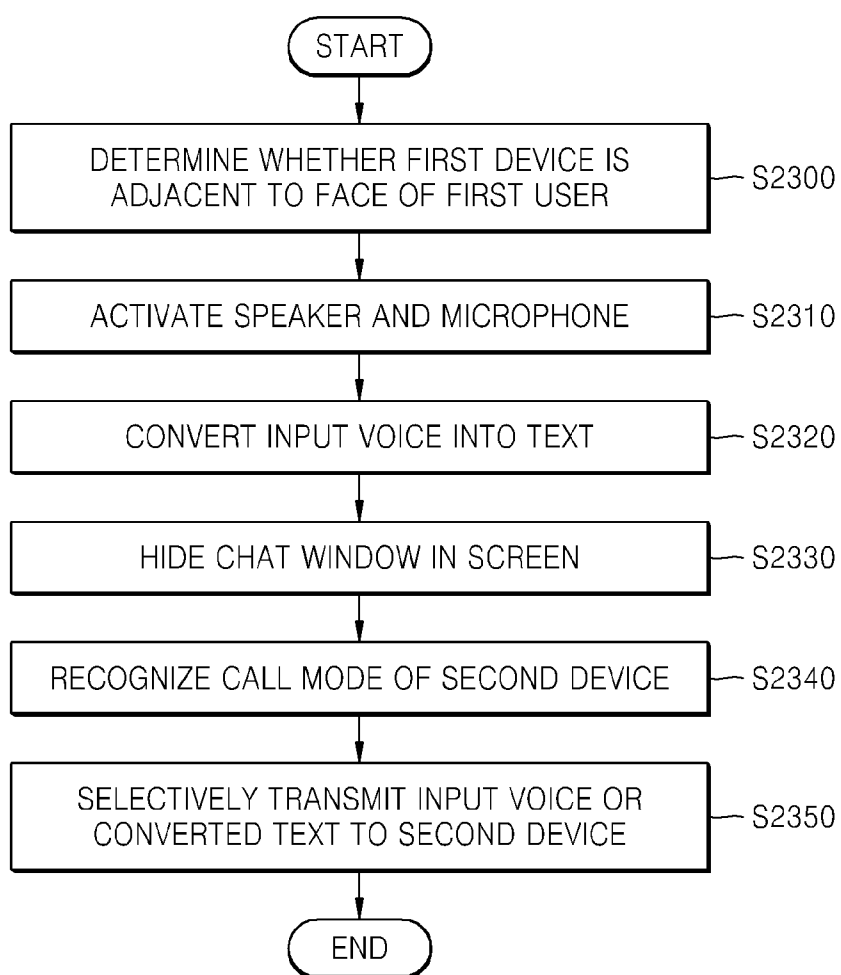 START
DETERMINE WHETHER FIRST DEVICE IS
ADJACENT TO FACE OF FIRST USER
S2300
ACTIVATE SPEAKER AND MICROPHONE
S2310
CONVERT INPUT VOICE INTO TEXT
S2320
HIDE CHAT WINDOW IN SCREEN
S2330
RECOGNIZE CALL MODE OF SECOND DEVICE
S2340
SELECTIVELY TRANSMIT INPUT VOICE OR
CONVERTED TEXT TO SECOND DEVICE
S2350
END